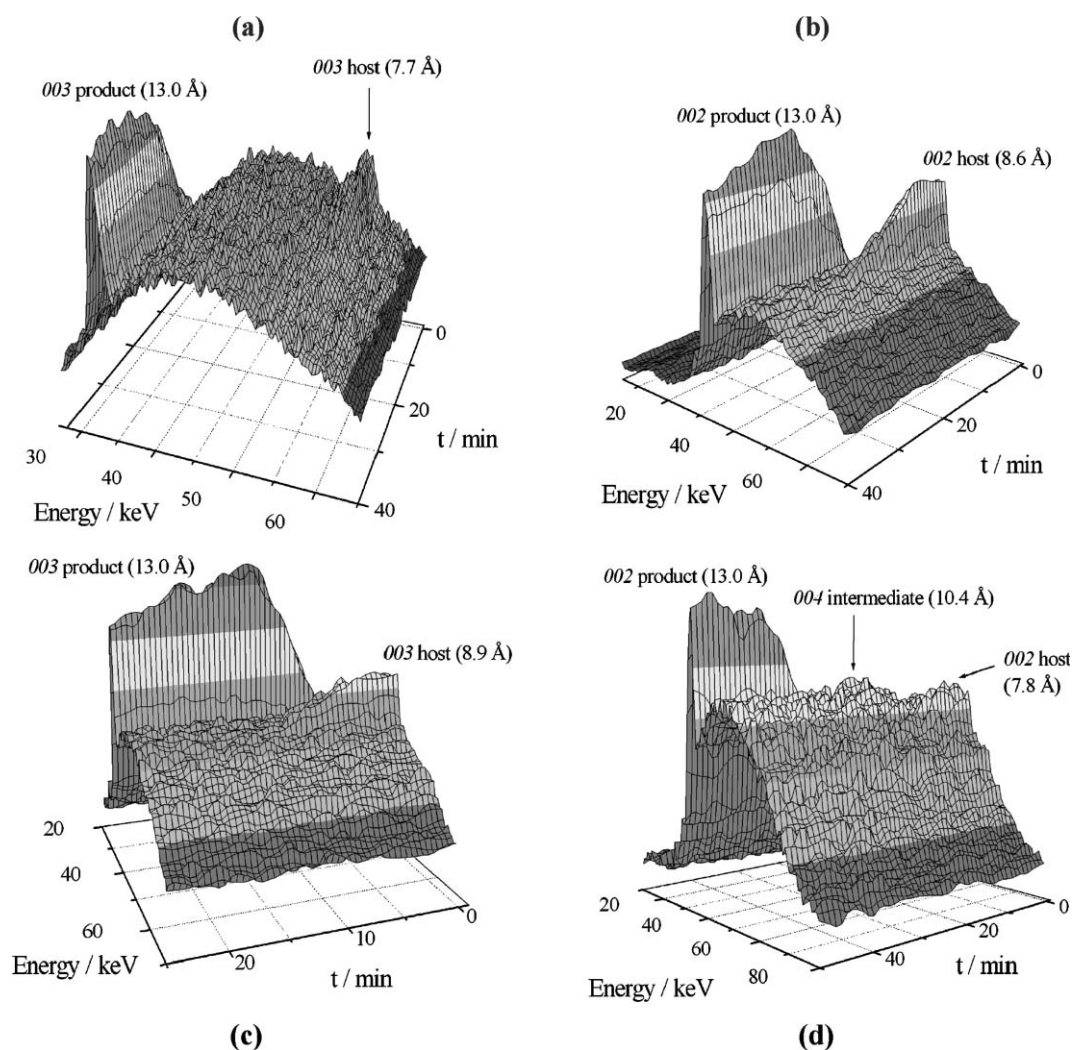 (a)
003 host (7.7 Å)
003 product (13.0 Å)
0
20
t / min
30
40
50
60
40
Energy / keV
(b)
002 product (13.0 Å)
002 host (8.6 Å)
0
20
20
40
60
40
t / min
Energy / keV
003 product (13.0 Å)
003 host (8.9 Å)
20
40
60
0
10
20
Energy / keV
t / min
(c)
002 product (13.0 Å)
004 intermediate (10.4 Å)
002 host
(7.8 Å)
20
40
60
80
0
20
40
Energy / keV
t / min
(d)